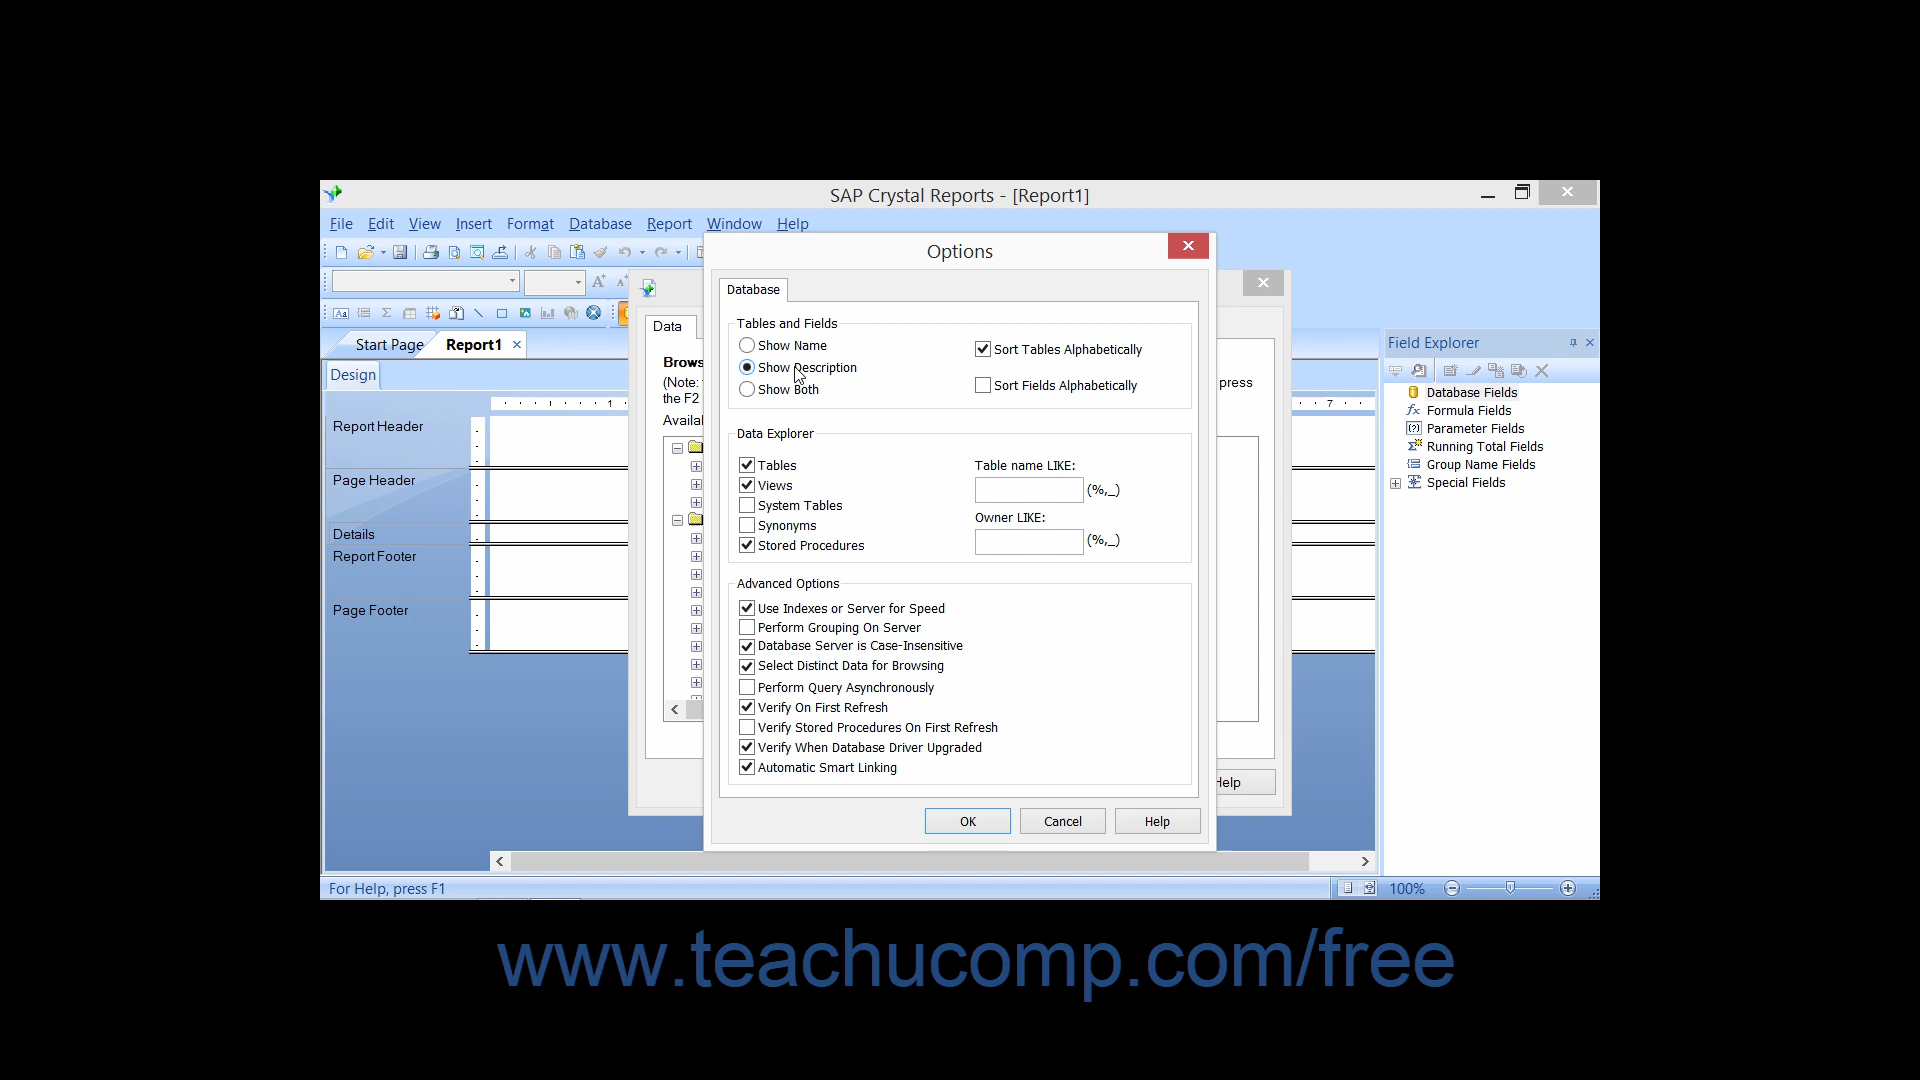 SAP Crystal Reports - [Report1]
File Edit View Insert Format Database Report Window Help
Start Page Report1
Design
1
7
Report Header
Page Header
Details
Report Footer
Page Footer
Data
(Note:
the F2
press
Help
Options
Database
Tables and Fields
Show Name
Show Description
Show Both
Sort Tables Alphabetically
Sort Fields Alphabetically
Data Explorer
Tables
Views
System Tables
Synonyms
Stored Procedures
Table name LIKE:
(%,_)
Owner LIKE:
(%,_)
Advanced Options
Use Indexes or Server for Speed
Perform Grouping On Server
Database Server is Case-Insensitive
Select Distinct Data for Browsing
Perform Query Asynchronously
Verify On First Refresh
Verify Stored Procedures On First Refresh
Verify When Database Driver Upgraded
Automatic Smart Linking
OK Cancel Help
Field Explorer
Database Fields
Formula Fields
Parameter Fields
Running Total Fields
Group Name Fields
Special Fields
For Help, press F1
100%
www.teachucomp.com/free